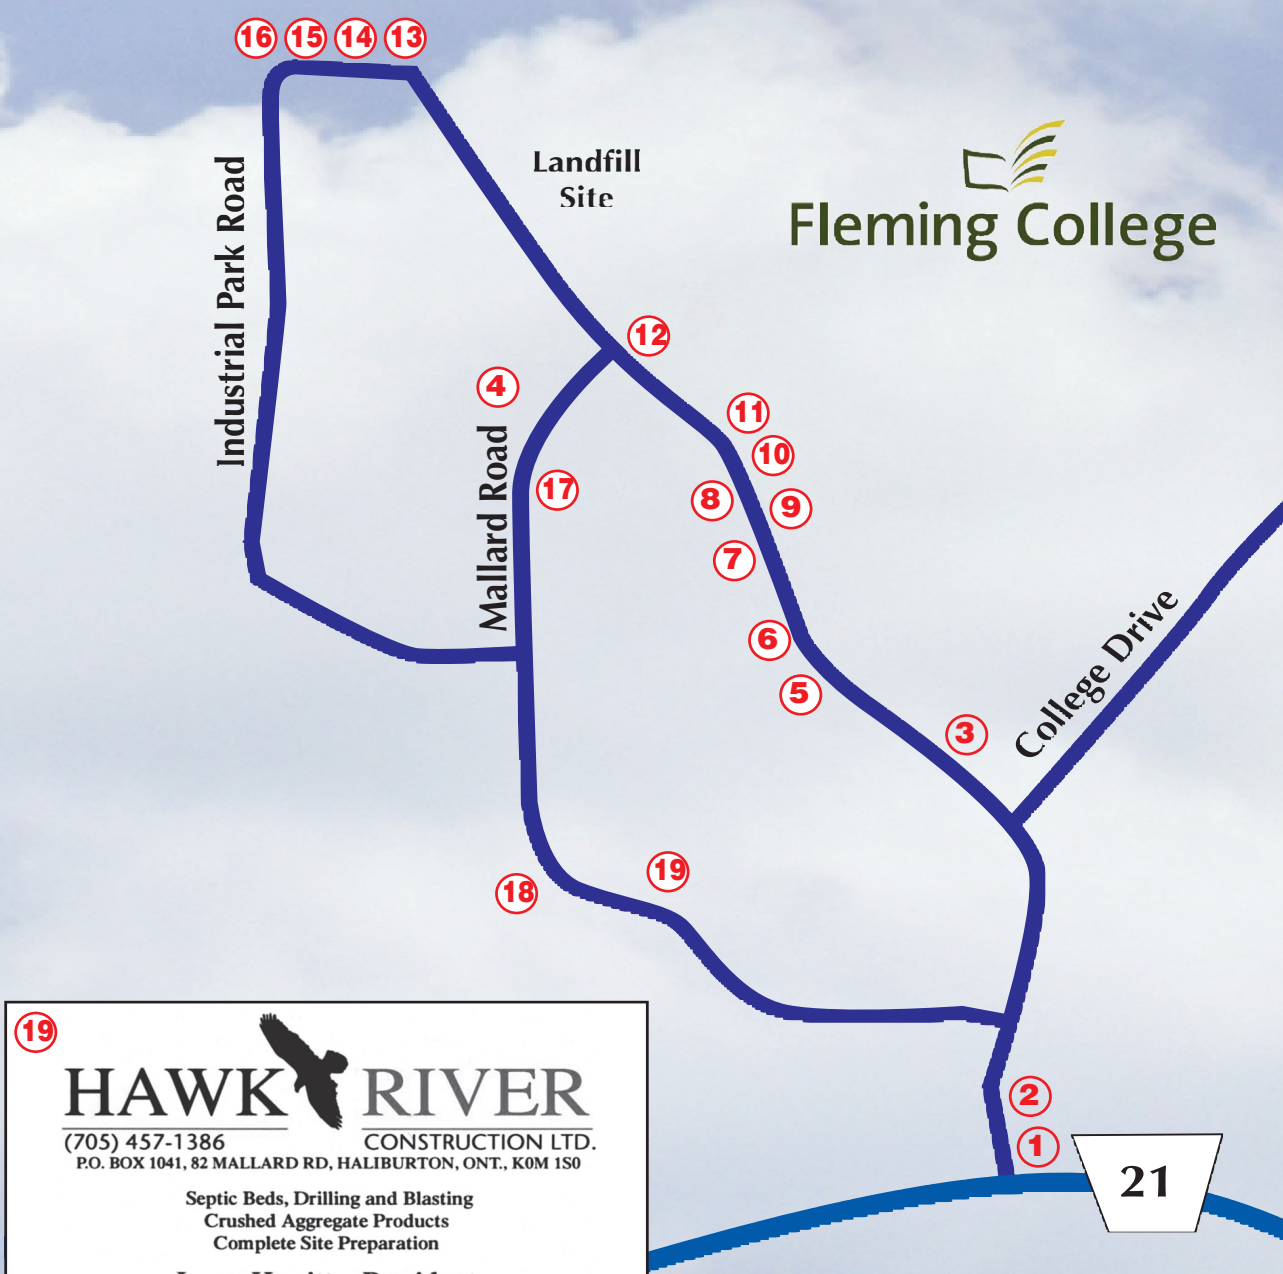 16 15 14 13
Landfill
Site
Fleming College
Industrial Park Road
12
4
11
Mallard Road
10
17
8
9
7
College Drive
6
5
3
19
18
19
HAWK RIVER
(705) 457-1386 CONSTRUCTION LTD.
P.O. BOX 1041, 82 MALLARD RD, HALIBURTON, ONT., K0M 1S0
Septic Beds, Drilling and Blasting
Crushed Aggregate Products
Complete Site Preparation
2
1
21